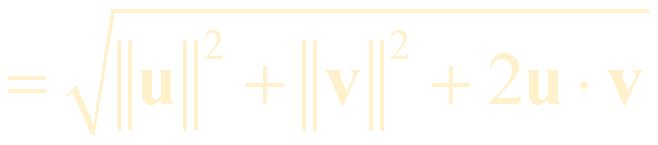 = √(‖u‖² + ‖v‖² + 2u · v)